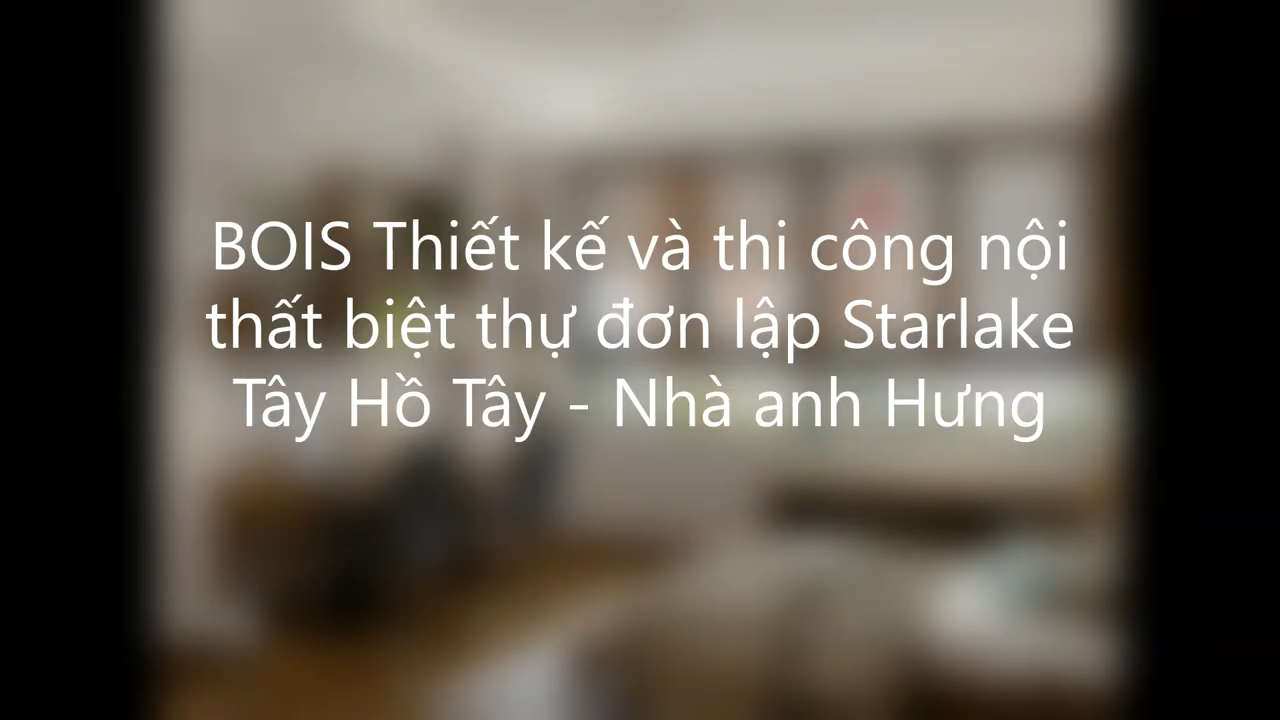 BOIS Thiết kế và thi công nội
thất biệt thự đơn lập Starlake
Tây Hồ Tây - Nhà anh Hưng